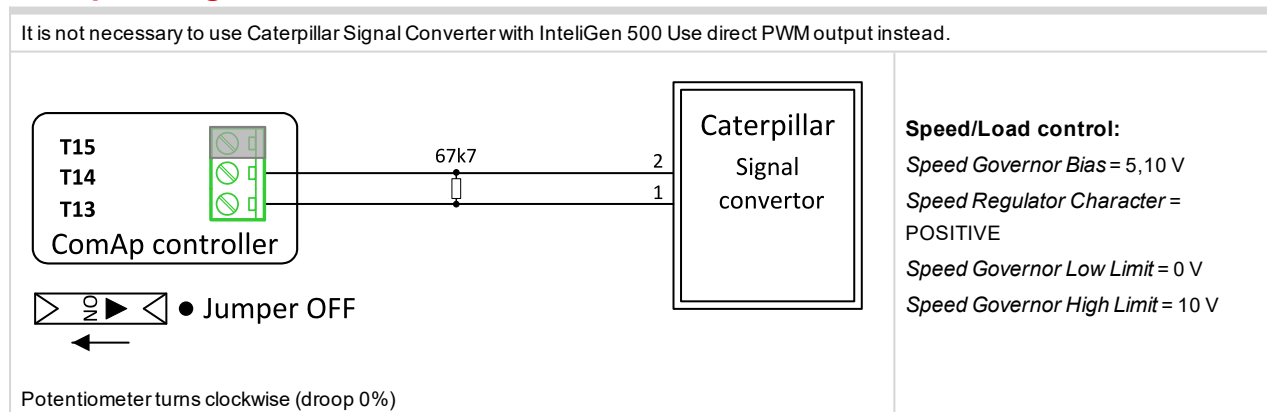 It is not necessary to use Caterpillar Signal Converter with InteliGen 500 Use direct PWM output instead.
T15
T14
T13
ComAp controller
67k7
2
1
Caterpillar
Signal
convertor
ON
Jumper OFF
Potentiometer turns clockwise (droop 0%)
Speed/Load control:
Speed Governor Bias = 5,10 V
Speed Regulator Character =
POSITIVE
Speed Governor Low Limit = 0 V
Speed Governor High Limit = 10 V